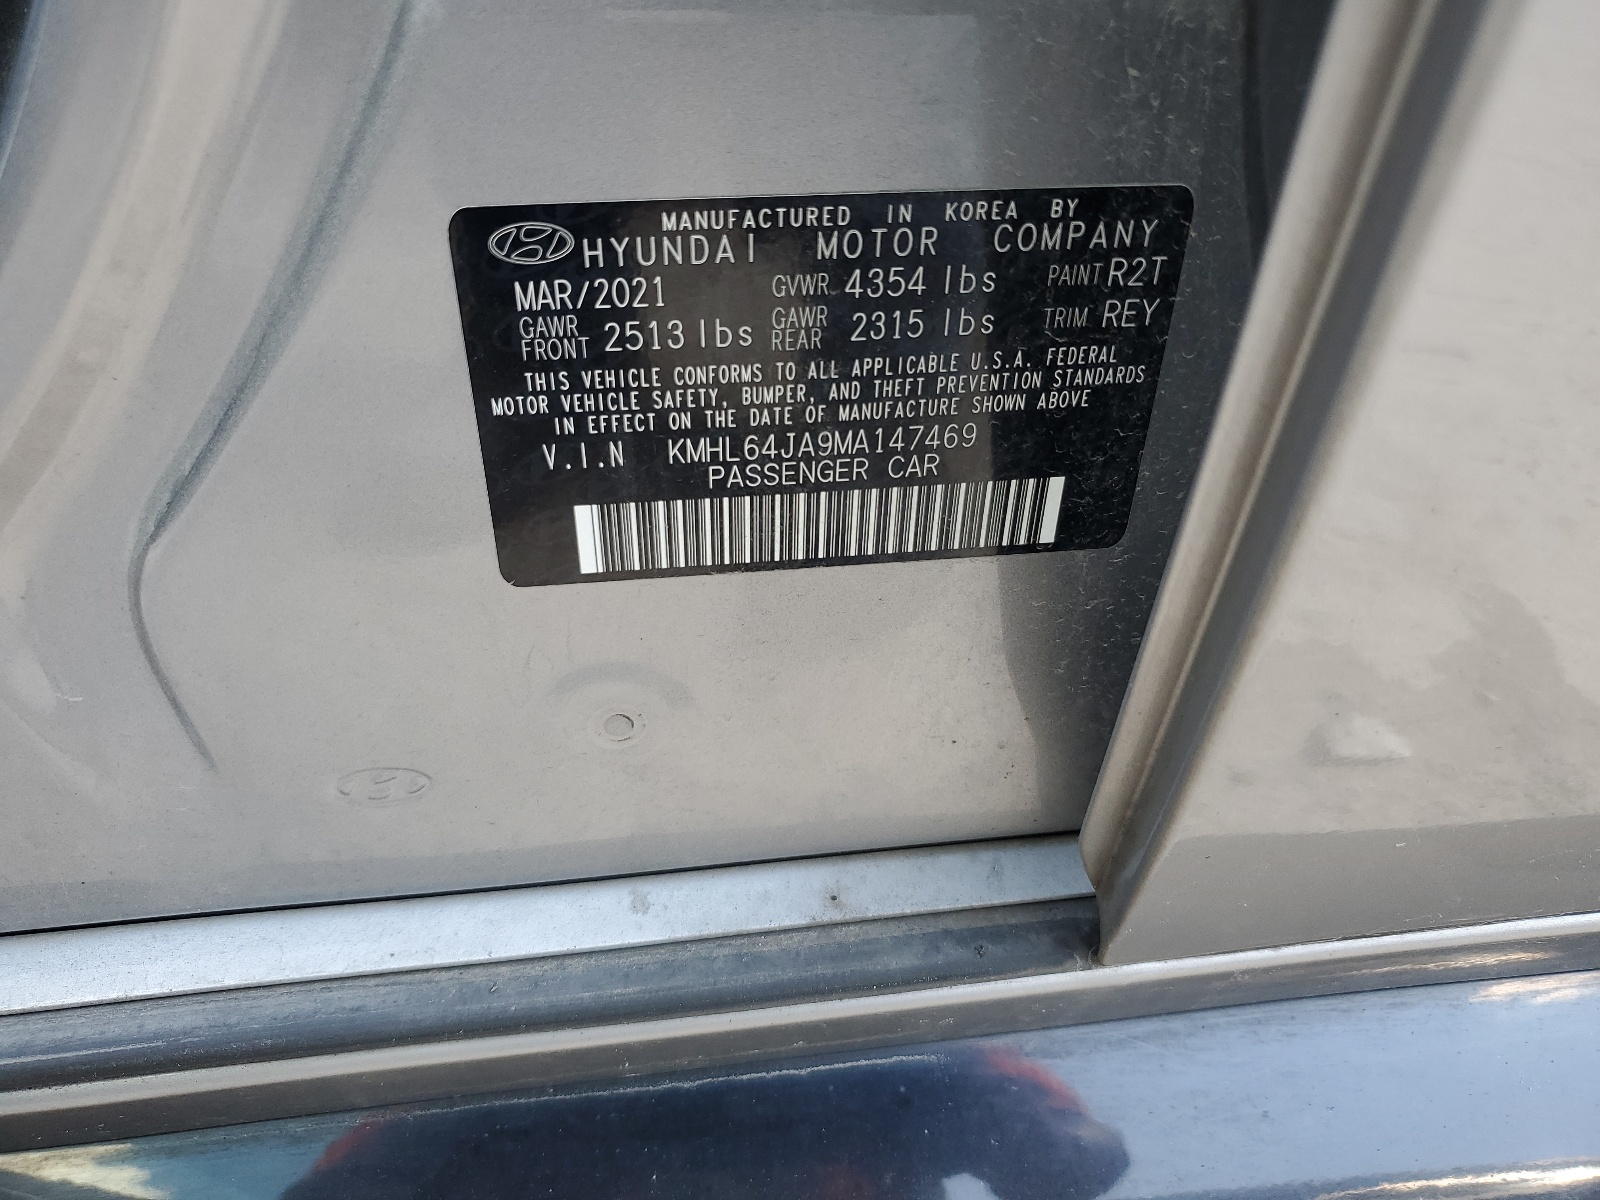 MANUFACTURED IN KOREA BY
HYUNDAI MOTOR COMPANY
MAR/2021 GVWR 4354 lbs PAINT R2T
GAWR FRONT 2513 lbs GAWR REAR 2315 lbs TRIM REY
THIS VEHICLE CONFORMS TO ALL APPLICABLE U.S.A. FEDERAL
MOTOR VEHICLE SAFETY, BUMPER, AND THEFT PREVENTION STANDARDS
IN EFFECT ON THE DATE OF MANUFACTURE SHOWN ABOVE
V.I.N KMHL64JA9MA147469
PASSENGER CAR